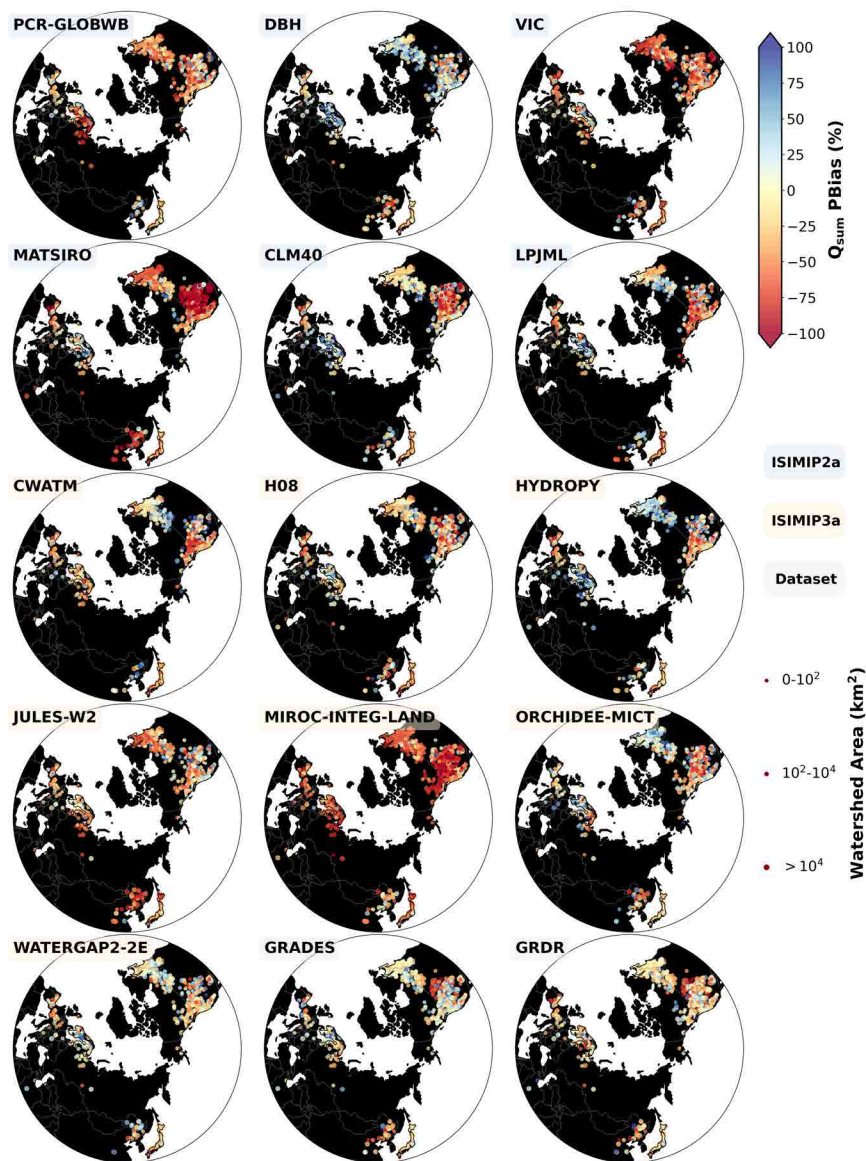 PCR-GLOBWB
DBH
VIC
100
75
50
25
0
−25
−50
−75
−100
Qsum PBias (%)
MATSIRO
CLM40
LPJML
ISIMIP2a
CWATM
H08
HYDROPY
ISIMIP3a
Dataset
JULES-W2
MIROC-INTEG-LAND
ORCHIDEE-MICT
0-10²
10²-10⁴
> 10⁴
Watershed Area (km²)
WATERGAP2-2E
GRADES
GRDR